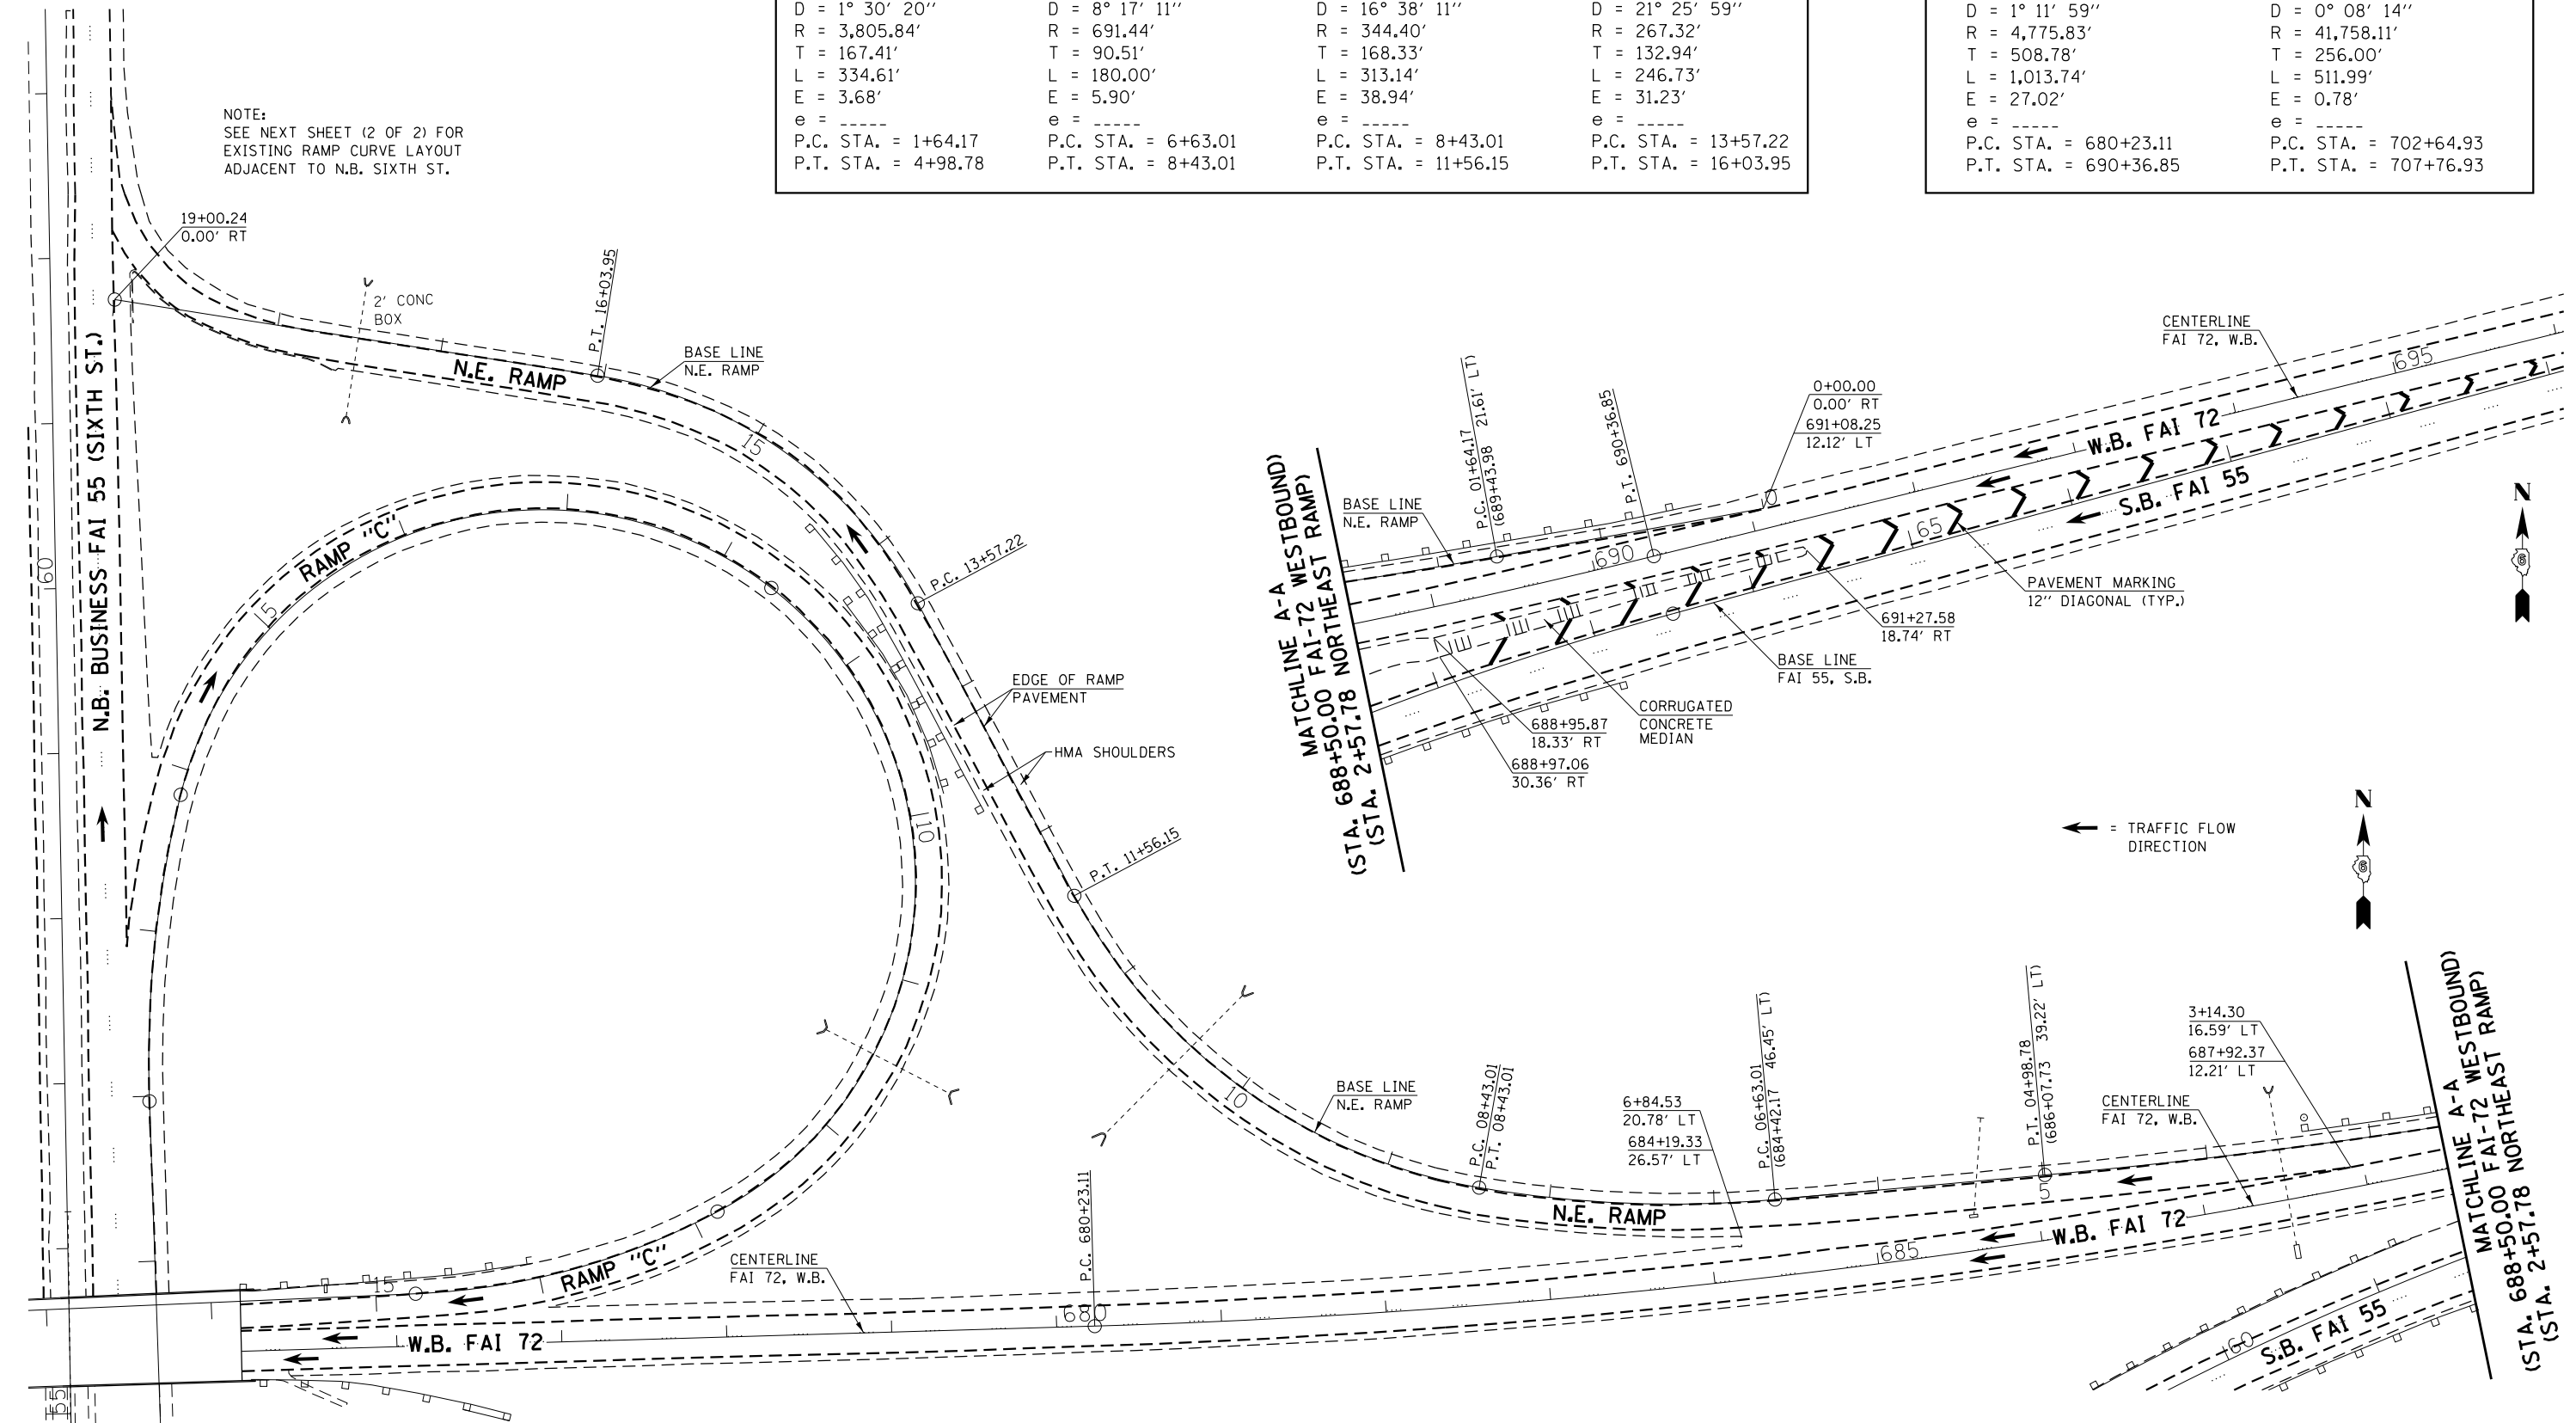 D = 1° 30' 20''
R = 3,805.84'
T = 167.41'
L = 334.61'
E = 3.68'
e = _____
P.C. STA. = 1+64.17
P.T. STA. = 4+98.78
D = 8° 17' 11''
R = 691.44'
T = 90.51'
L = 180.00'
E = 5.90'
e = _____
P.C. STA. = 6+63.01
P.T. STA. = 8+43.01
D = 16° 38' 11''
R = 344.40'
T = 168.33'
L = 313.14'
E = 38.94'
e = _____
P.C. STA. = 8+43.01
P.T. STA. = 11+56.15
D = 21° 25' 59''
R = 267.32'
T = 132.94'
L = 246.73'
E = 31.23'
e = _____
P.C. STA. = 13+57.22
P.T. STA. = 16+03.95
D = 1° 11' 59''
R = 4,775.83'
T = 508.78'
L = 1,013.74'
E = 27.02'
e = _____
P.C. STA. = 680+23.11
P.T. STA. = 690+36.85
D = 0° 08' 14''
R = 41,758.11'
T = 256.00'
L = 511.99'
E = 0.78'
e = _____
P.C. STA. = 702+64.93
P.T. STA. = 707+76.93
NOTE:
SEE NEXT SHEET (2 OF 2) FOR
EXISTING RAMP CURVE LAYOUT
ADJACENT TO N.B. SIXTH ST.
19+00.24
0.00' RT
2' CONC
BOX
P.T. 16+03.95
BASE LINE
N.E. RAMP
N.E. RAMP
15
N.B. BUSINESS FAI 55 (SIXTH ST.)
60
RAMP "C"
5
P.C. 13+57.22
EDGE OF RAMP
PAVEMENT
HMA SHOULDERS
10
P.T. 11+56.15
MATCHLINE A-A
(STA. 688+50.00 FAI-72 WESTBOUND)
(STA. 2+57.78 NORTHEAST RAMP)
BASE LINE
N.E. RAMP
P.C. 01+64.17
(689+43.98 21.61' LT)
P.T. 690+36.85
690
0
0+00.00
0.00' RT
691+08.25
12.12' LT
CENTERLINE
FAI 72, W.B.
695
W.B. FAI 72
S.B. FAI 55
65
PAVEMENT MARKING
12'' DIAGONAL (TYP.)
691+27.58
18.74' RT
BASE LINE
FAI 55, S.B.
CORRUGATED
CONCRETE
MEDIAN
688+95.87
18.33' RT
688+97.06
30.36' RT
N
6
N
6
= TRAFFIC FLOW
DIRECTION
10
BASE LINE
N.E. RAMP
P.C. 08+43.01
P.T. 08+43.01
N.E. RAMP
6+84.53
20.78' LT
684+19.33
26.57' LT
P.C. 06+63.01
(684+42.17 46.45' LT)
P.T. 04+98.78
(686+07.73 39.22' LT)
5
3+14.30
16.59' LT
687+92.37
12.21' LT
CENTERLINE
FAI 72, W.B.
W.B. FAI 72
685
MATCHLINE A-A
(STA. 688+50.00 FAI-72 WESTBOUND)
(STA. 2+57.78 NORTHEAST RAMP)
60
S.B. FAI 55
P.C. 680+23.11
680
CENTERLINE
FAI 72, W.B.
RAMP "C"
15
W.B. FAI 72
55